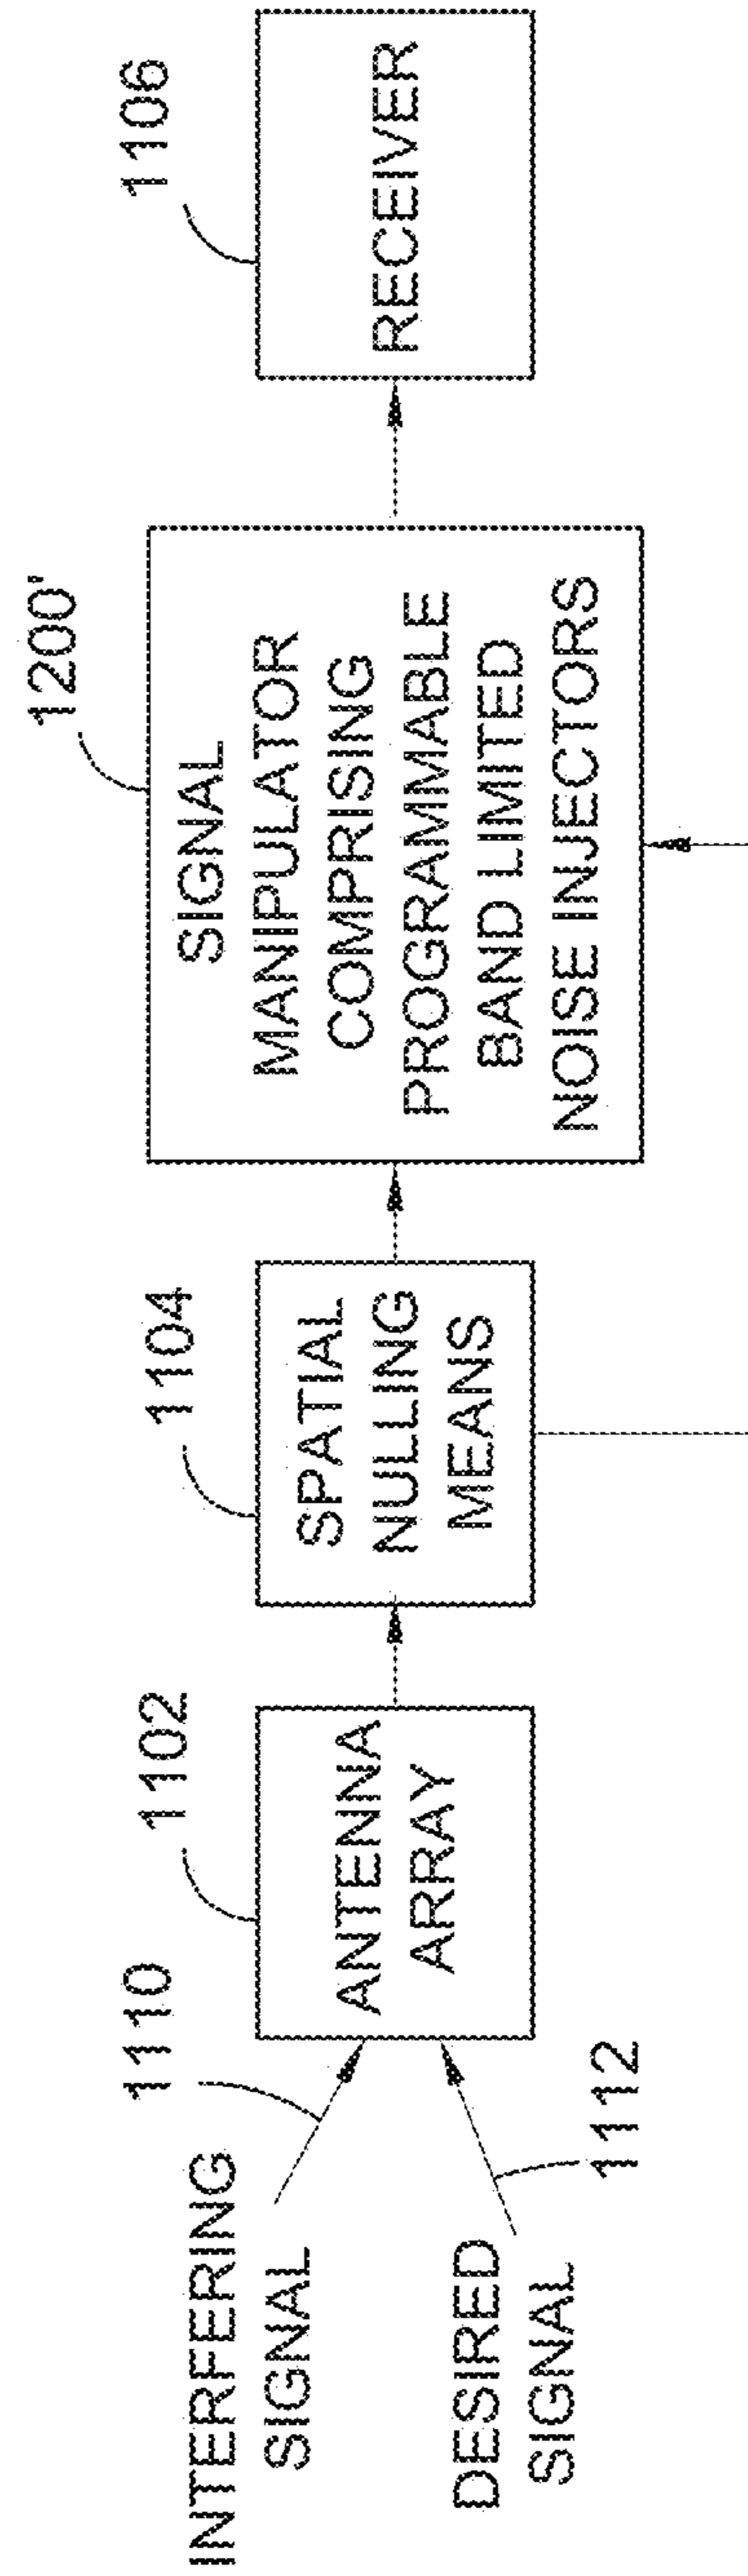 INTERFERING
SIGNAL
1110
DESIRED
SIGNAL
1112
1102
ANTENNA
ARRAY
1104
SPATIAL
NULLING
MEANS
1200'
SIGNAL
MANIPULATOR
COMPRISING
PROGRAMMABLE
BAND LIMITED
NOISE INJECTORS
1106
RECEIVER